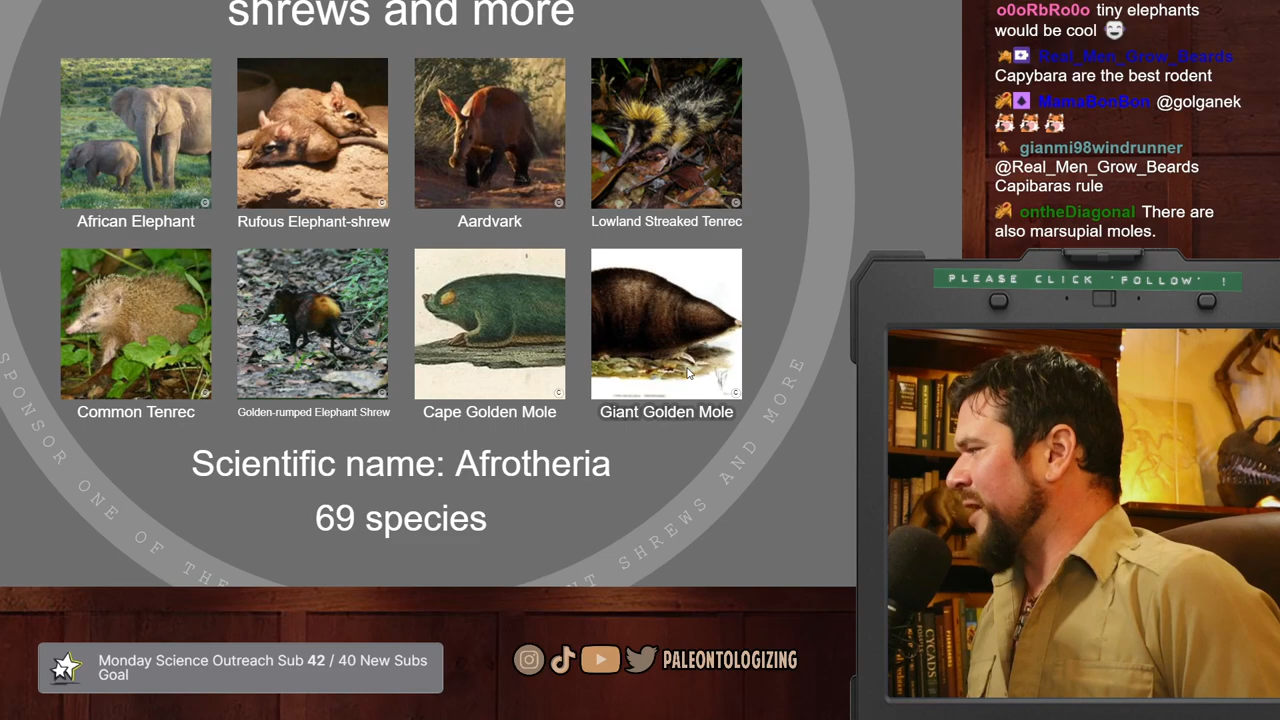 shrews and more
African Elephant
Rufous Elephant-shrew
Aardvark
Lowland Streaked Tenrec
Common Tenrec
Golden-rumped Elephant Shrew
Cape Golden Mole
Giant Golden Mole
Scientific name: Afrotheria
69 species
SPONSOR ONE OF THE
NT SHREWS AND MORE
o0oRbRo0o tiny elephants
would be cool
Real_Men_Grow_Beards
Capybara are the best rodent
MamaBonBon @golganek
gianmi98windrunner
@Real_Men_Grow_Beards
Capibaras rule
ontheDiagonal There are
also marsupial moles.
PLEASE CLICK 'FOLLOW' !
CYCADS
Monday Science Outreach Sub 42 / 40 New Subs
Goal
PALEONTOLOGIZING